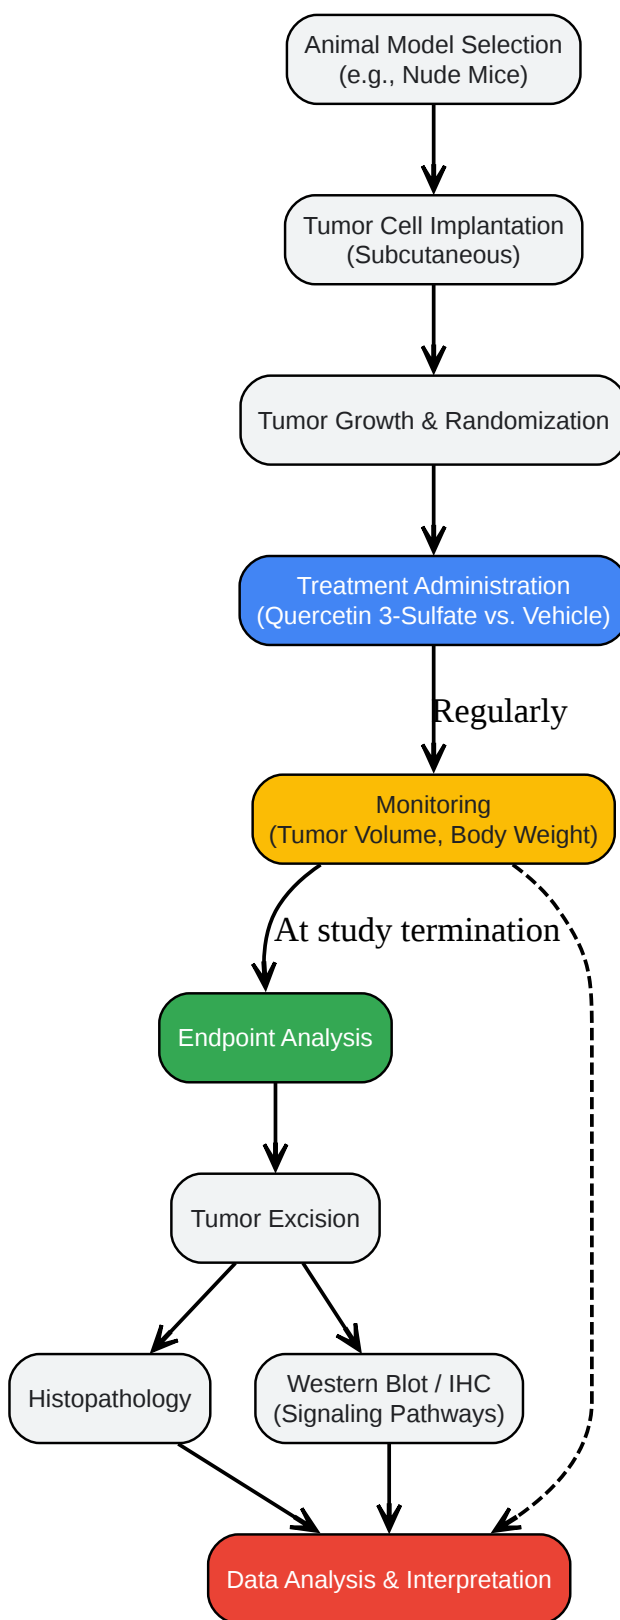 Animal Model Selection
(e.g., Nude Mice)
Tumor Cell Implantation
(Subcutaneous)
Tumor Growth & Randomization
Treatment Administration
(Quercetin 3-Sulfate vs. Vehicle)
Regularly
Monitoring
(Tumor Volume, Body Weight)
At study termination
Endpoint Analysis
Tumor Excision
Histopathology
Western Blot / IHC
(Signaling Pathways)
Data Analysis & Interpretation